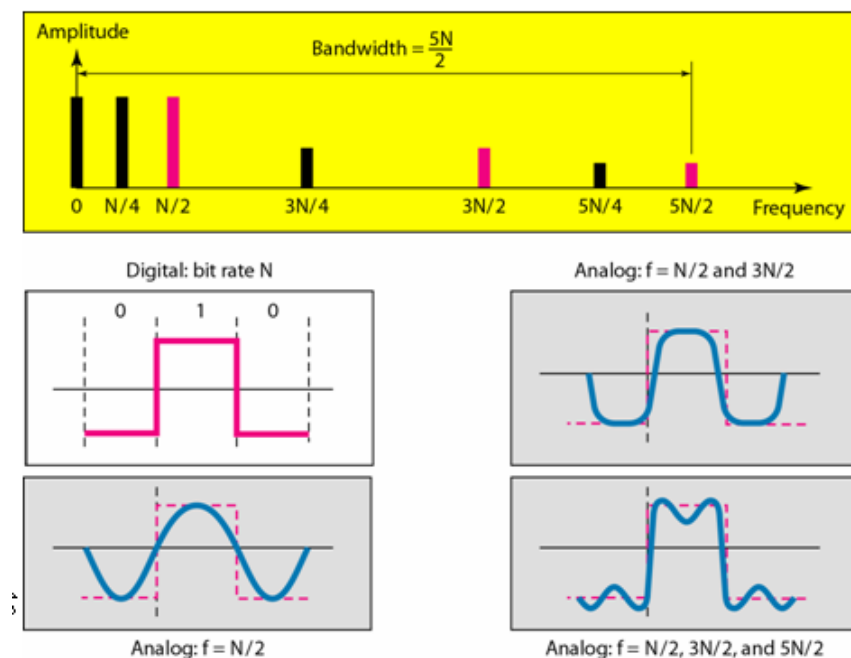 Amplitude
Bandwidth = 5N/2
0 N/4 N/2 3N/4 3N/2 5N/4 5N/2 Frequency
Digital: bit rate N
0 1 0
Analog: f = N/2 and 3N/2
Analog: f = N/2
Analog: f = N/2, 3N/2, and 5N/2